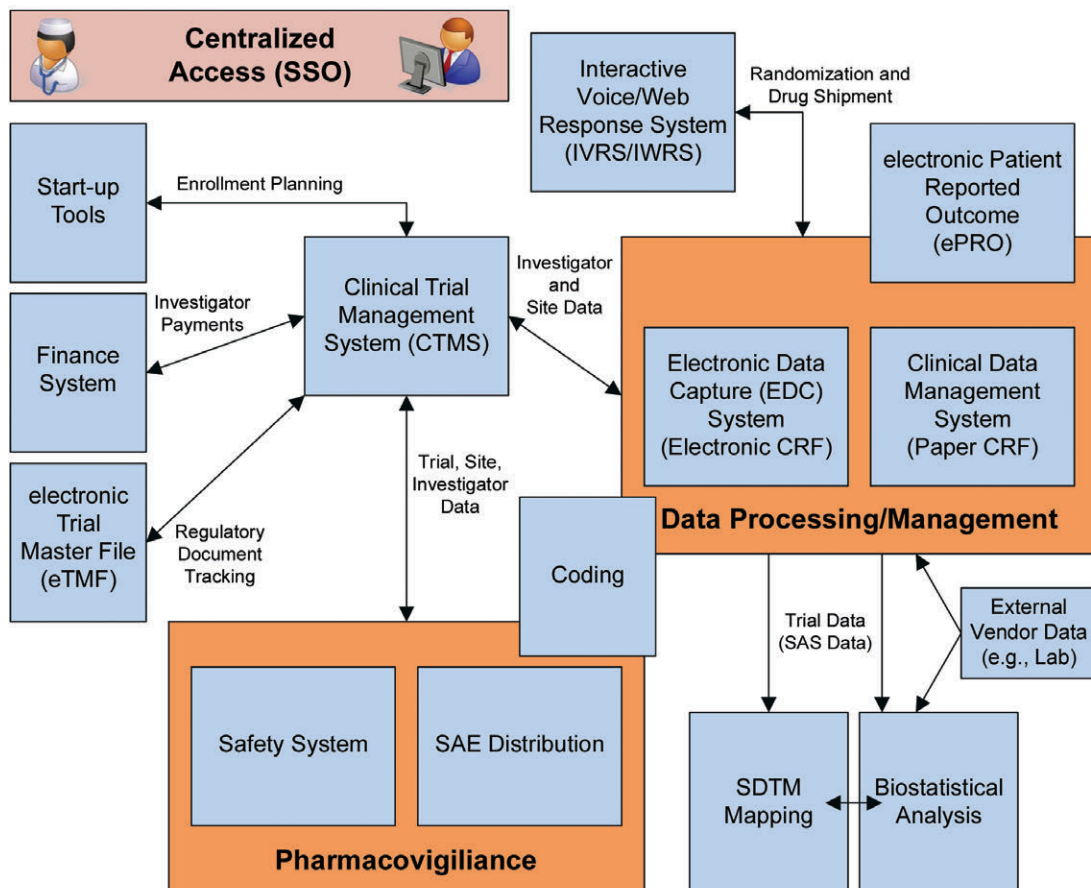 Centralized
Access (SSO)
Interactive
Voice/Web
Response System
(IVRS/IWRS)
Randomization and
Drug Shipment
Start-up
Tools
Enrollment Planning
electronic Patient
Reported
Outcome
(ePRO)
Clinical Trial
Management
System (CTMS)
Investigator
and
Site Data
Investigator
Payments
Finance
System
Electronic Data
Capture (EDC)
System
(Electronic CRF)
Clinical Data
Management
System
(Paper CRF)
electronic
Trial
Master File
(eTMF)
Regulatory
Document
Tracking
Trial, Site,
Investigator
Data
Data Processing/Management
Coding
Trial Data
(SAS Data)
External
Vendor Data
(e.g., Lab)
Safety System
SAE Distribution
Pharmacovigiliance
SDTM
Mapping
Biostatistical
Analysis